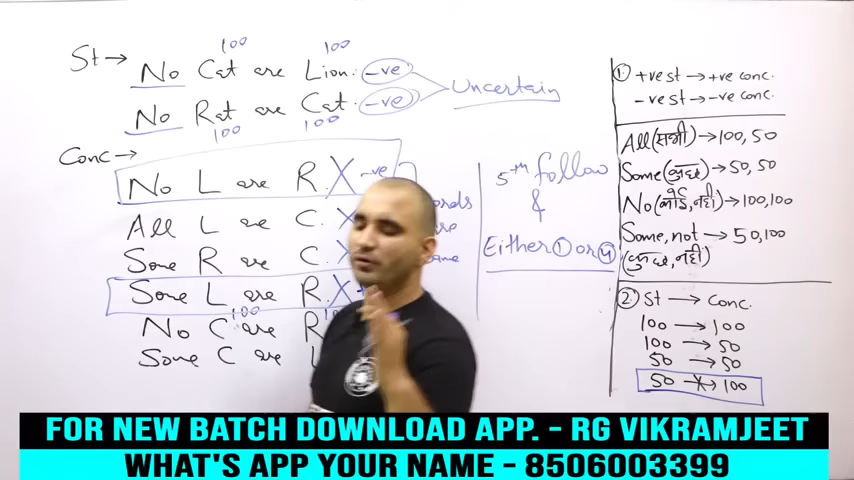 100 100
St → No Cat are Lion. -ve
Uncertain
No Rat are Cat. -ve
100 100
Conc →
No L are R X -ve
All L are C. X
Some R are C. X
Some L are R. X
100
No C are R
Some C are
5th follow
&
Either ① or ④
① +ve st → +ve conc.
-ve st → -ve conc.
All (सभी) → 100, 50
Some (कुछ) → 50, 50
No (कोई, नहीं) → 100, 100
Some, not → 50, 100
(कुछ, नहीं)
② St → Conc.
100 → 100
100 → 50
50 → 50
50 -X→ 100
FOR NEW BATCH DOWNLOAD APP. - RG VIKRAMJEET
WHAT'S APP YOUR NAME - 8506003399